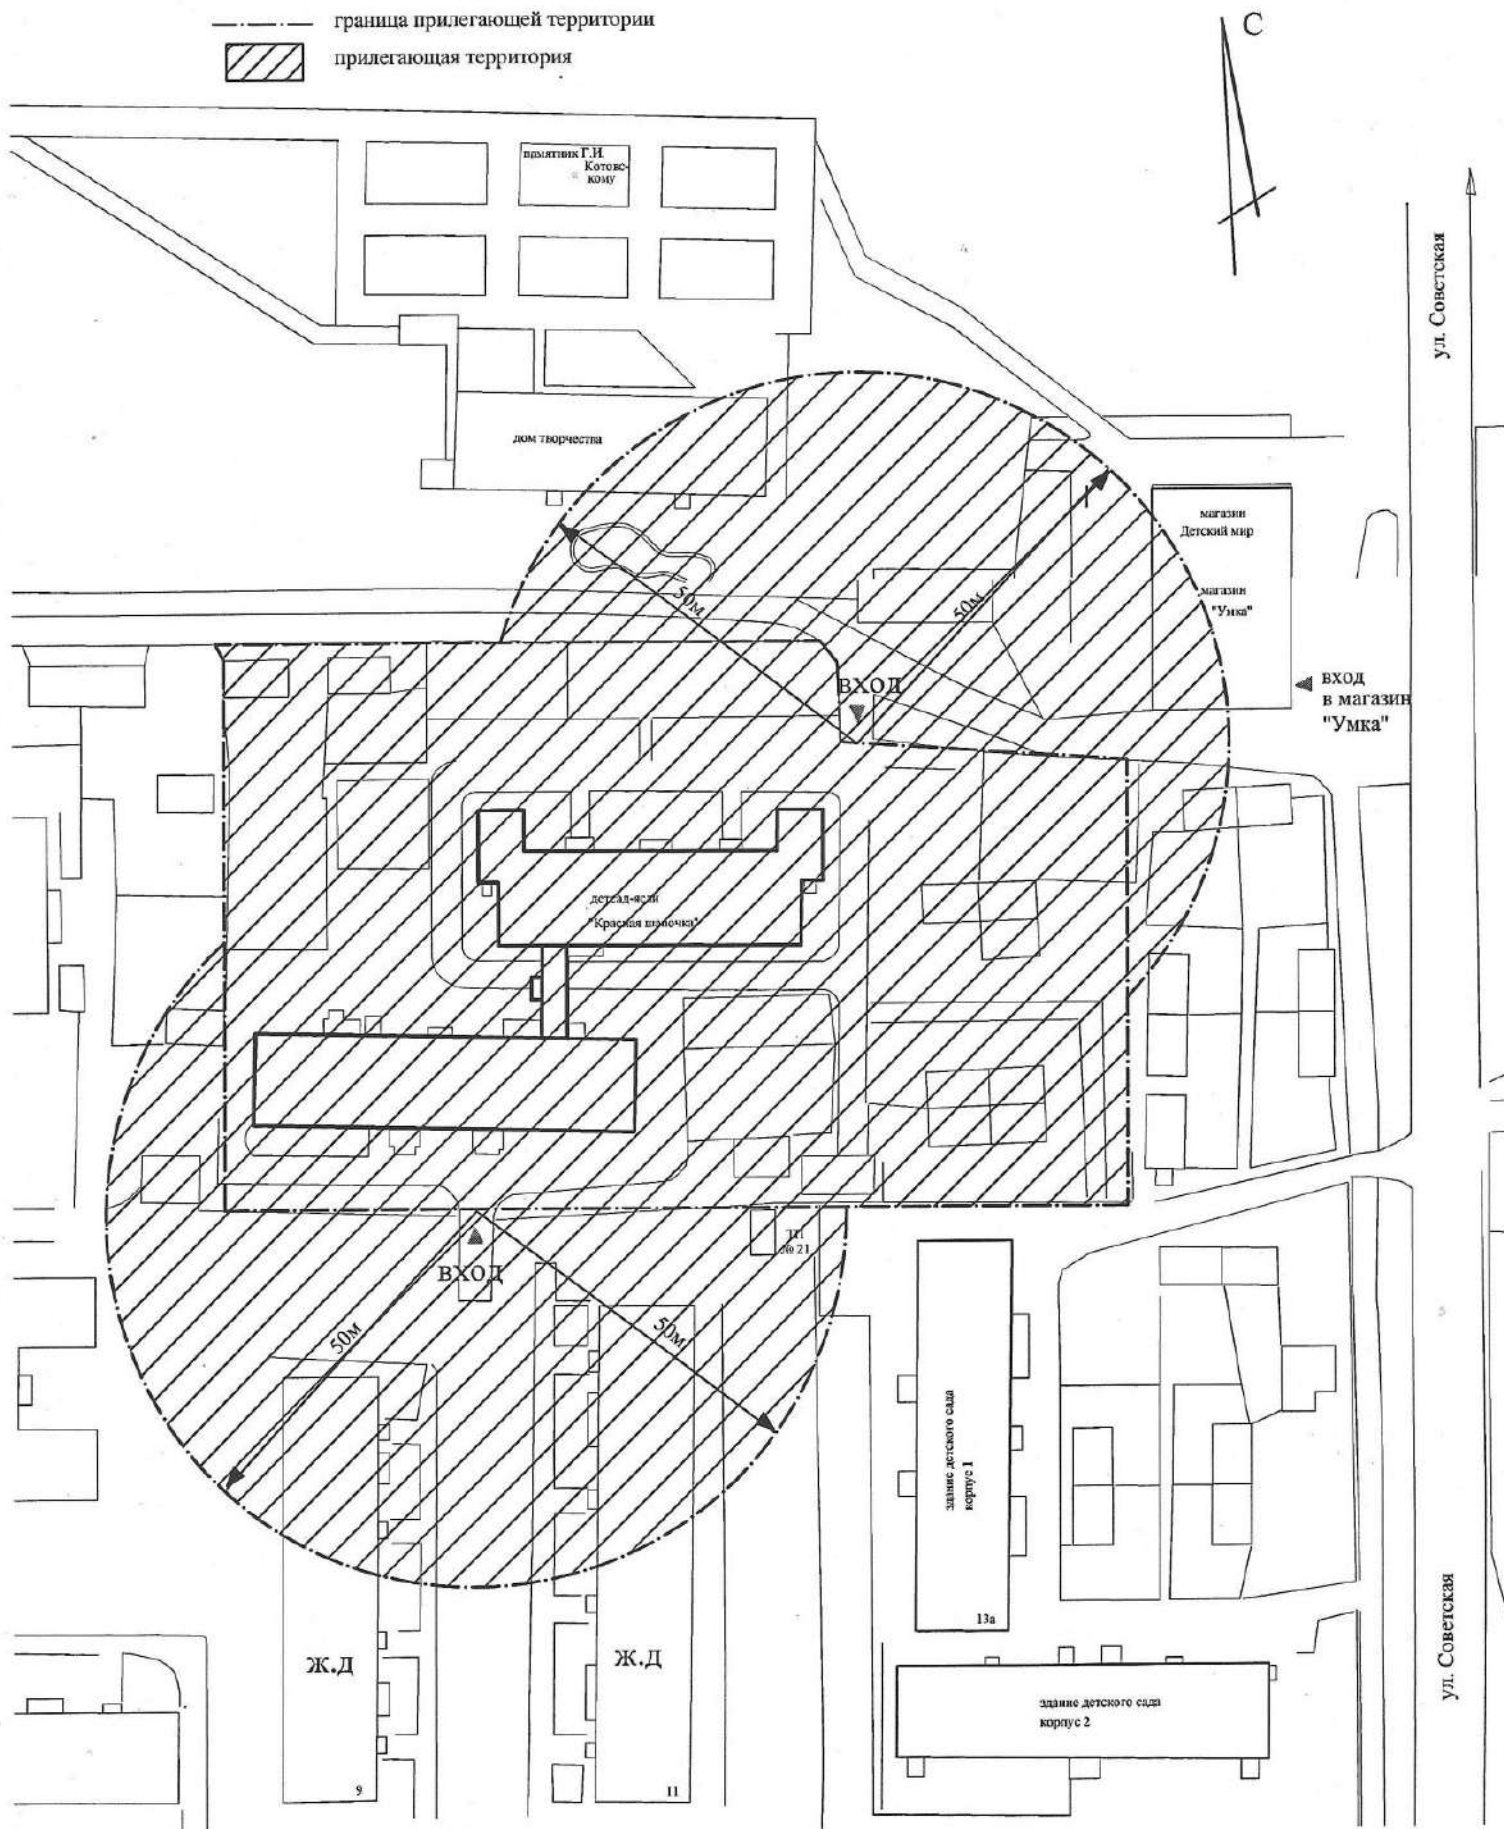 граница прилегающей территории
прилегающая территория
С
памятник Г.И.
Котовс-
кому
ул. Советская
дом творчества
магазин
Детский мир
магазин
"Умка"
50м
50м
ВХОД
вход
в магазин
"Умка"
детсад-ясли
"Красная шапочка"
ТП
№ 21
ВХОД
50м
50м
здание детского сада
корпус 1
13а
Ж.Д
Ж.Д
здание детского сада
корпус 2
ул. Советская
9
11